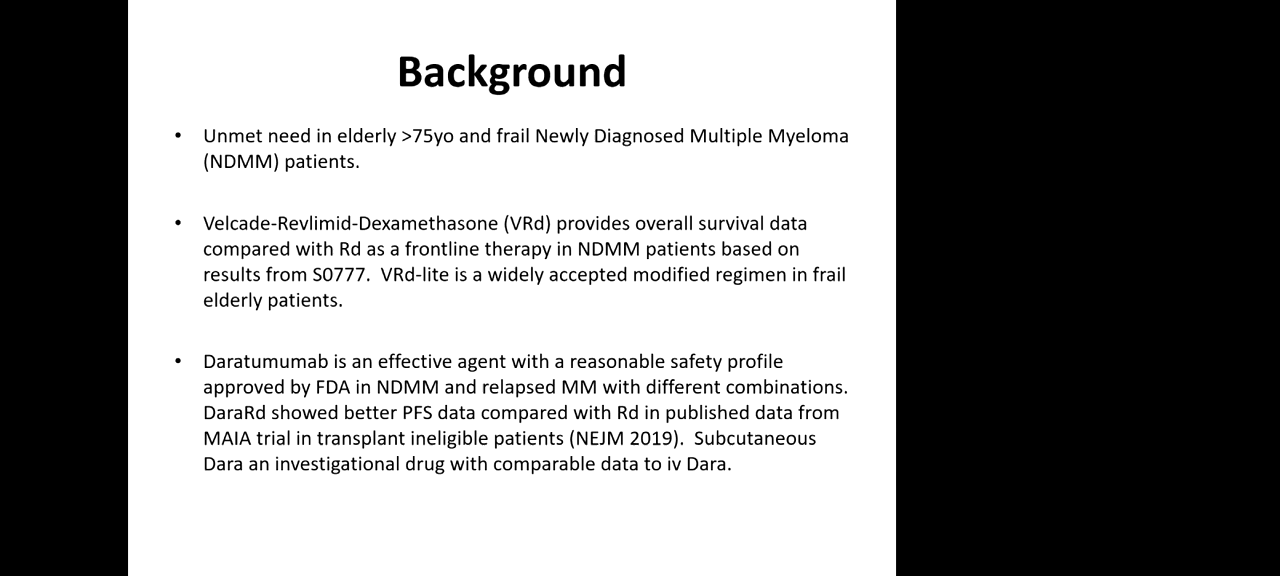 Background
• Unmet need in elderly >75yo and frail Newly Diagnosed Multiple Myeloma
(NDMM) patients.
• Velcade-Revlimid-Dexamethasone (VRd) provides overall survival data
compared with Rd as a frontline therapy in NDMM patients based on
results from S0777.  VRd-lite is a widely accepted modified regimen in frail
elderly patients.
• Daratumumab is an effective agent with a reasonable safety profile
approved by FDA in NDMM and relapsed MM with different combinations.
DaraRd showed better PFS data compared with Rd in published data from
MAIA trial in transplant ineligible patients (NEJM 2019).  Subcutaneous
Dara an investigational drug with comparable data to iv Dara.